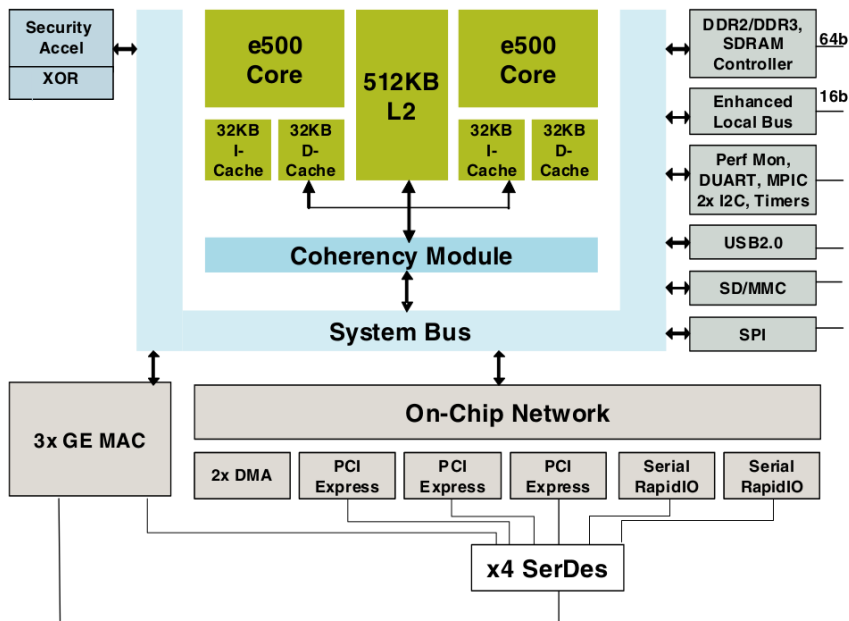 Security
Accel
XOR
e500
Core
512KB
L2
e500
Core
32KB
I-
Cache
32KB
D-
Cache
32KB
I-
Cache
32KB
D-
Cache
Coherency Module
System Bus
DDR2/DDR3,
SDRAM
Controller
64b
Enhanced
Local Bus
16b
Perf Mon,
DUART, MPIC
2x I2C, Timers
USB2.0
SD/MMC
SPI
3x GE MAC
On-Chip Network
2x DMA
PCI
Express
PCI
Express
PCI
Express
Serial
RapidIO
Serial
RapidIO
x4 SerDes